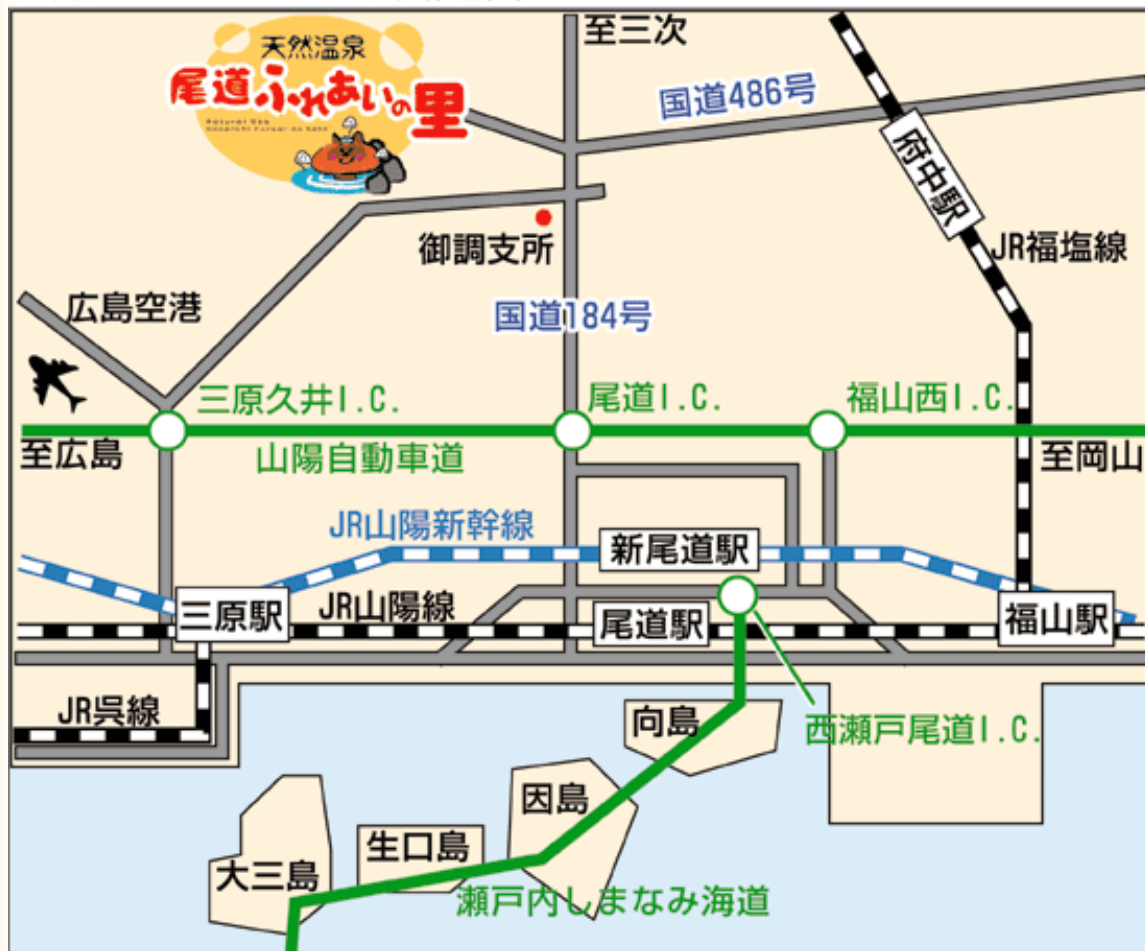 至三次
天然温泉
尾道ふれあいの里
国道486号
府中駅
御調支所
JR福塩線
広島空港
国道184号
三原久井I.C.
尾道I.C.
福山西I.C.
至広島
山陽自動車道
至岡山
JR山陽新幹線
新尾道駅
三原駅
JR山陽線
尾道駅
福山駅
JR呉線
向島
西瀬戸尾道I.C.
因島
生口島
大三島
瀬戸内しまなみ海道